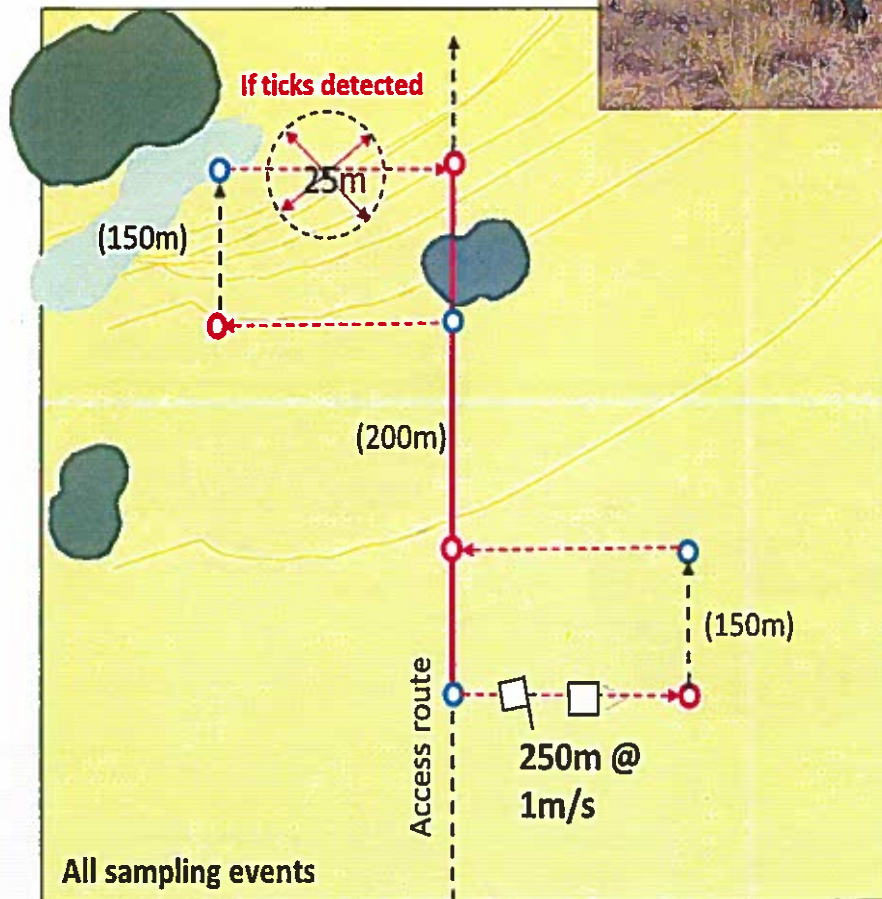 If ticks detected
25m
(150m)
(200m)
(150m)
250m @
1m/s
Access route
All sampling events